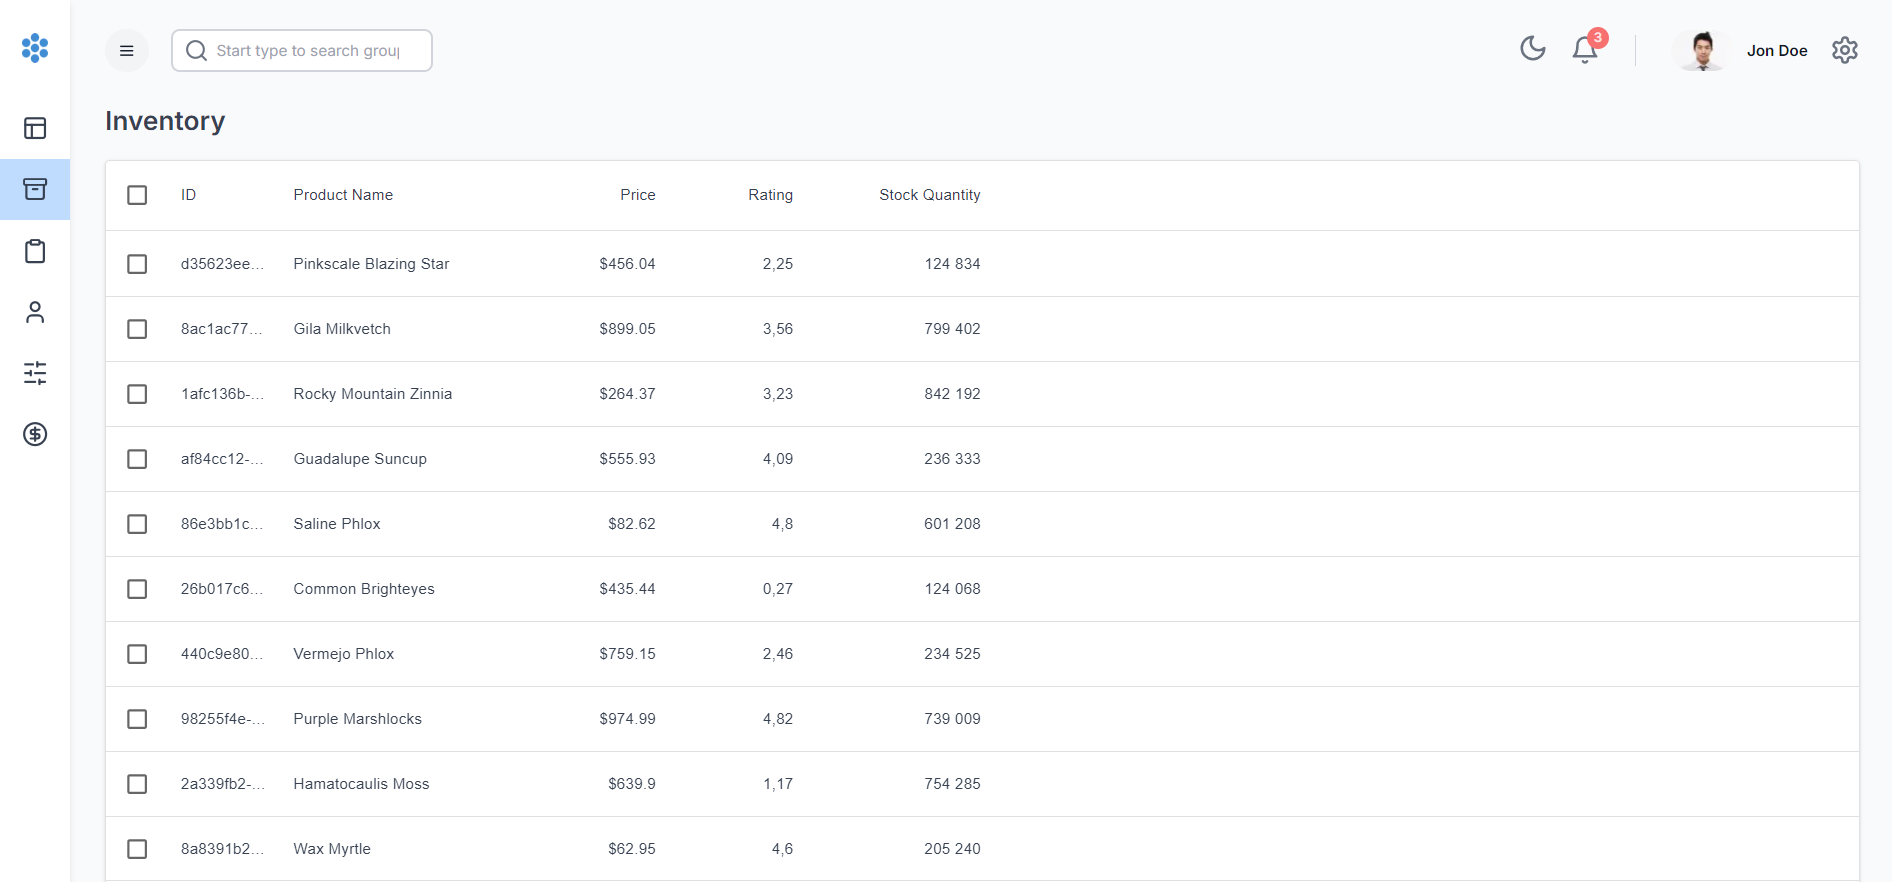 Start type to search group
3
Jon Doe
Inventory
ID Product Name Price Rating Stock Quantity
d35623ee... Pinkscale Blazing Star $456.04 2,25 124 834
8ac1ac77... Gila Milkvetch $899.05 3,56 799 402
1afc136b-... Rocky Mountain Zinnia $264.37 3,23 842 192
af84cc12-... Guadalupe Suncup $555.93 4,09 236 333
86e3bb1c... Saline Phlox $82.62 4,8 601 208
26b017c6... Common Brighteyes $435.44 0,27 124 068
440c9e80... Vermejo Phlox $759.15 2,46 234 525
98255f4e-... Purple Marshlocks $974.99 4,82 739 009
2a339fb2-... Hamatocaulis Moss $639.9 1,17 754 285
8a8391b2... Wax Myrtle $62.95 4,6 205 240